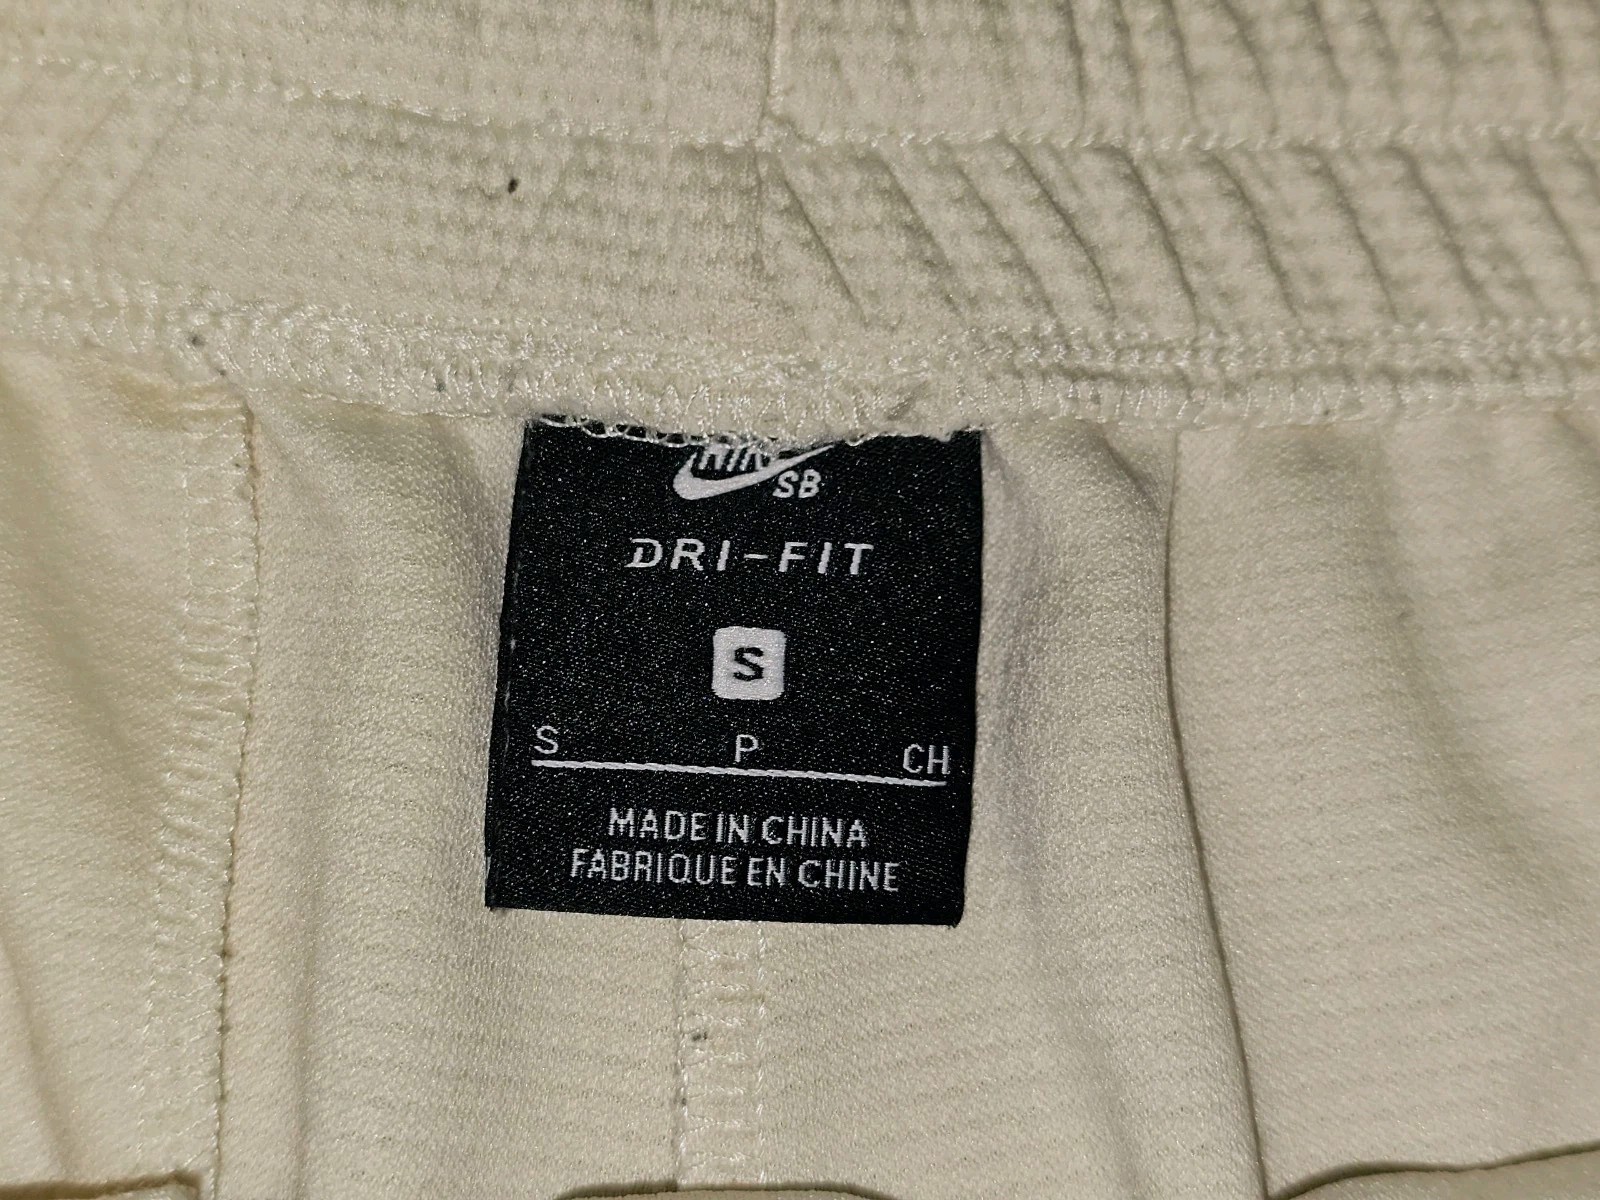 SB
DRI-FIT
S
S P CH
MADE IN CHINA
FABRIQUE EN CHINE